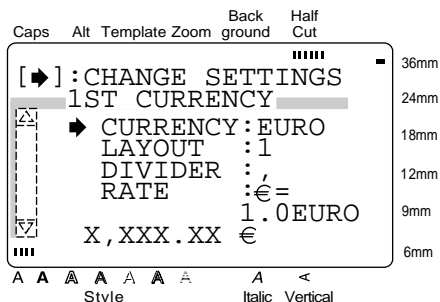 Back Half
Caps Alt Template Zoom ground Cut
[➧]:CHANGE SETTINGS
36mm
1ST CURRENCY
24mm
➧ CURRENCY:EURO
18mm
LAYOUT :1
DIVIDER :,
12mm
RATE :€=
1.0EURO
9mm
X,XXX.XX €
6mm
A A A A A A A A A
Style Italic Vertical